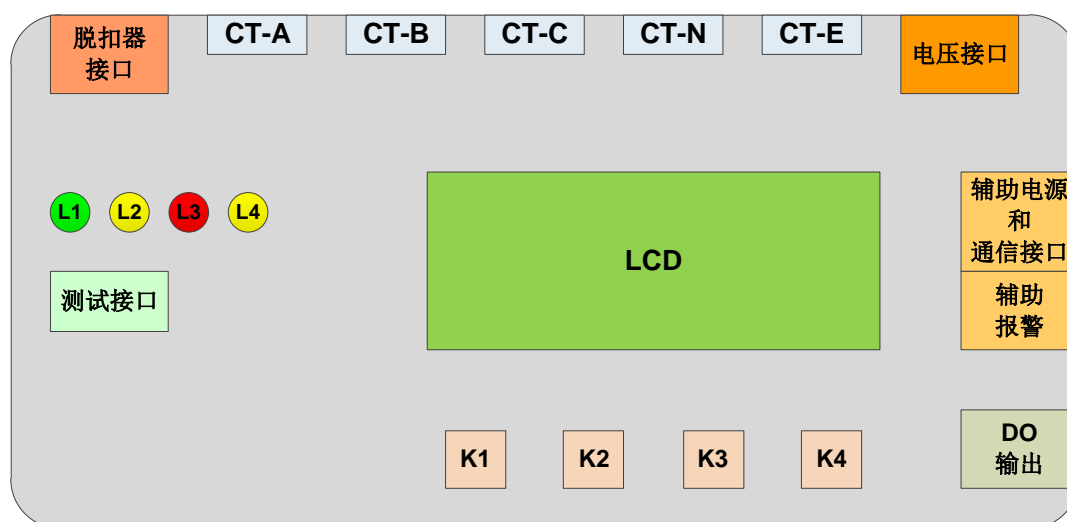 脱扣器
接口
CT-A
CT-B
CT-C
CT-N
CT-E
电压接口
L1
L2
L3
L4
LCD
辅助电源
和
通信接口
测试接口
辅助
报警
K1
K2
K3
K4
DO
输出